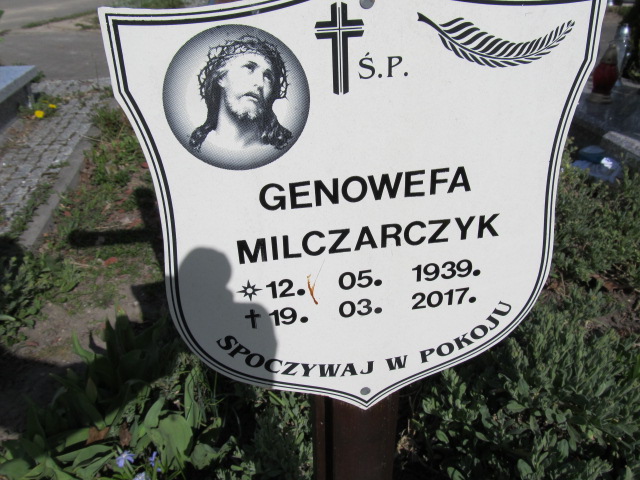 Ś.P.
GENOWEFA
MILCZARCZYK
12. 05. 1939.
19. 03. 2017.
SPOCZYWAJ W POKOJU